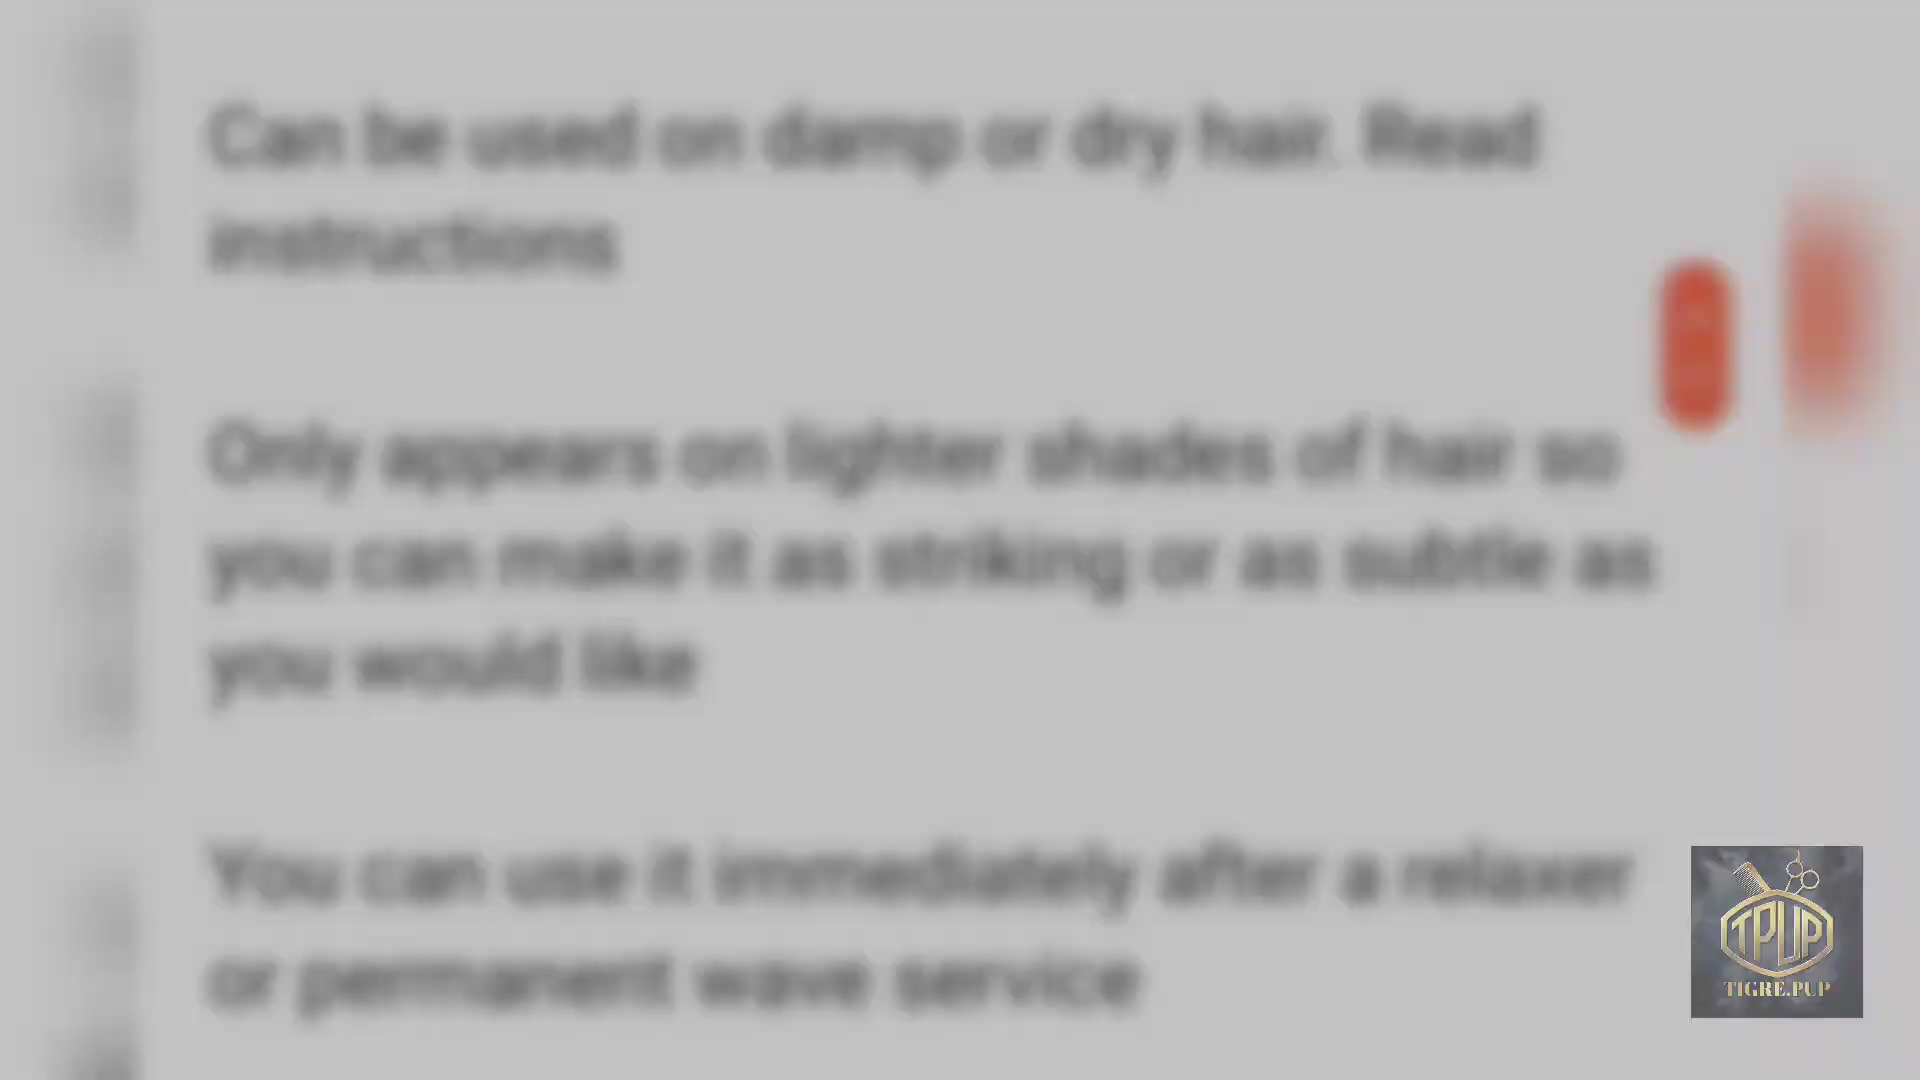 Can be used on damp or dry hair. Read
instructions
Only appears on lighter shades of hair so
you can make it as striking or as subtle as
you would like
You can use it immediately after a relaxer
or permanent wave service
TPUP
TIGRE.PUP